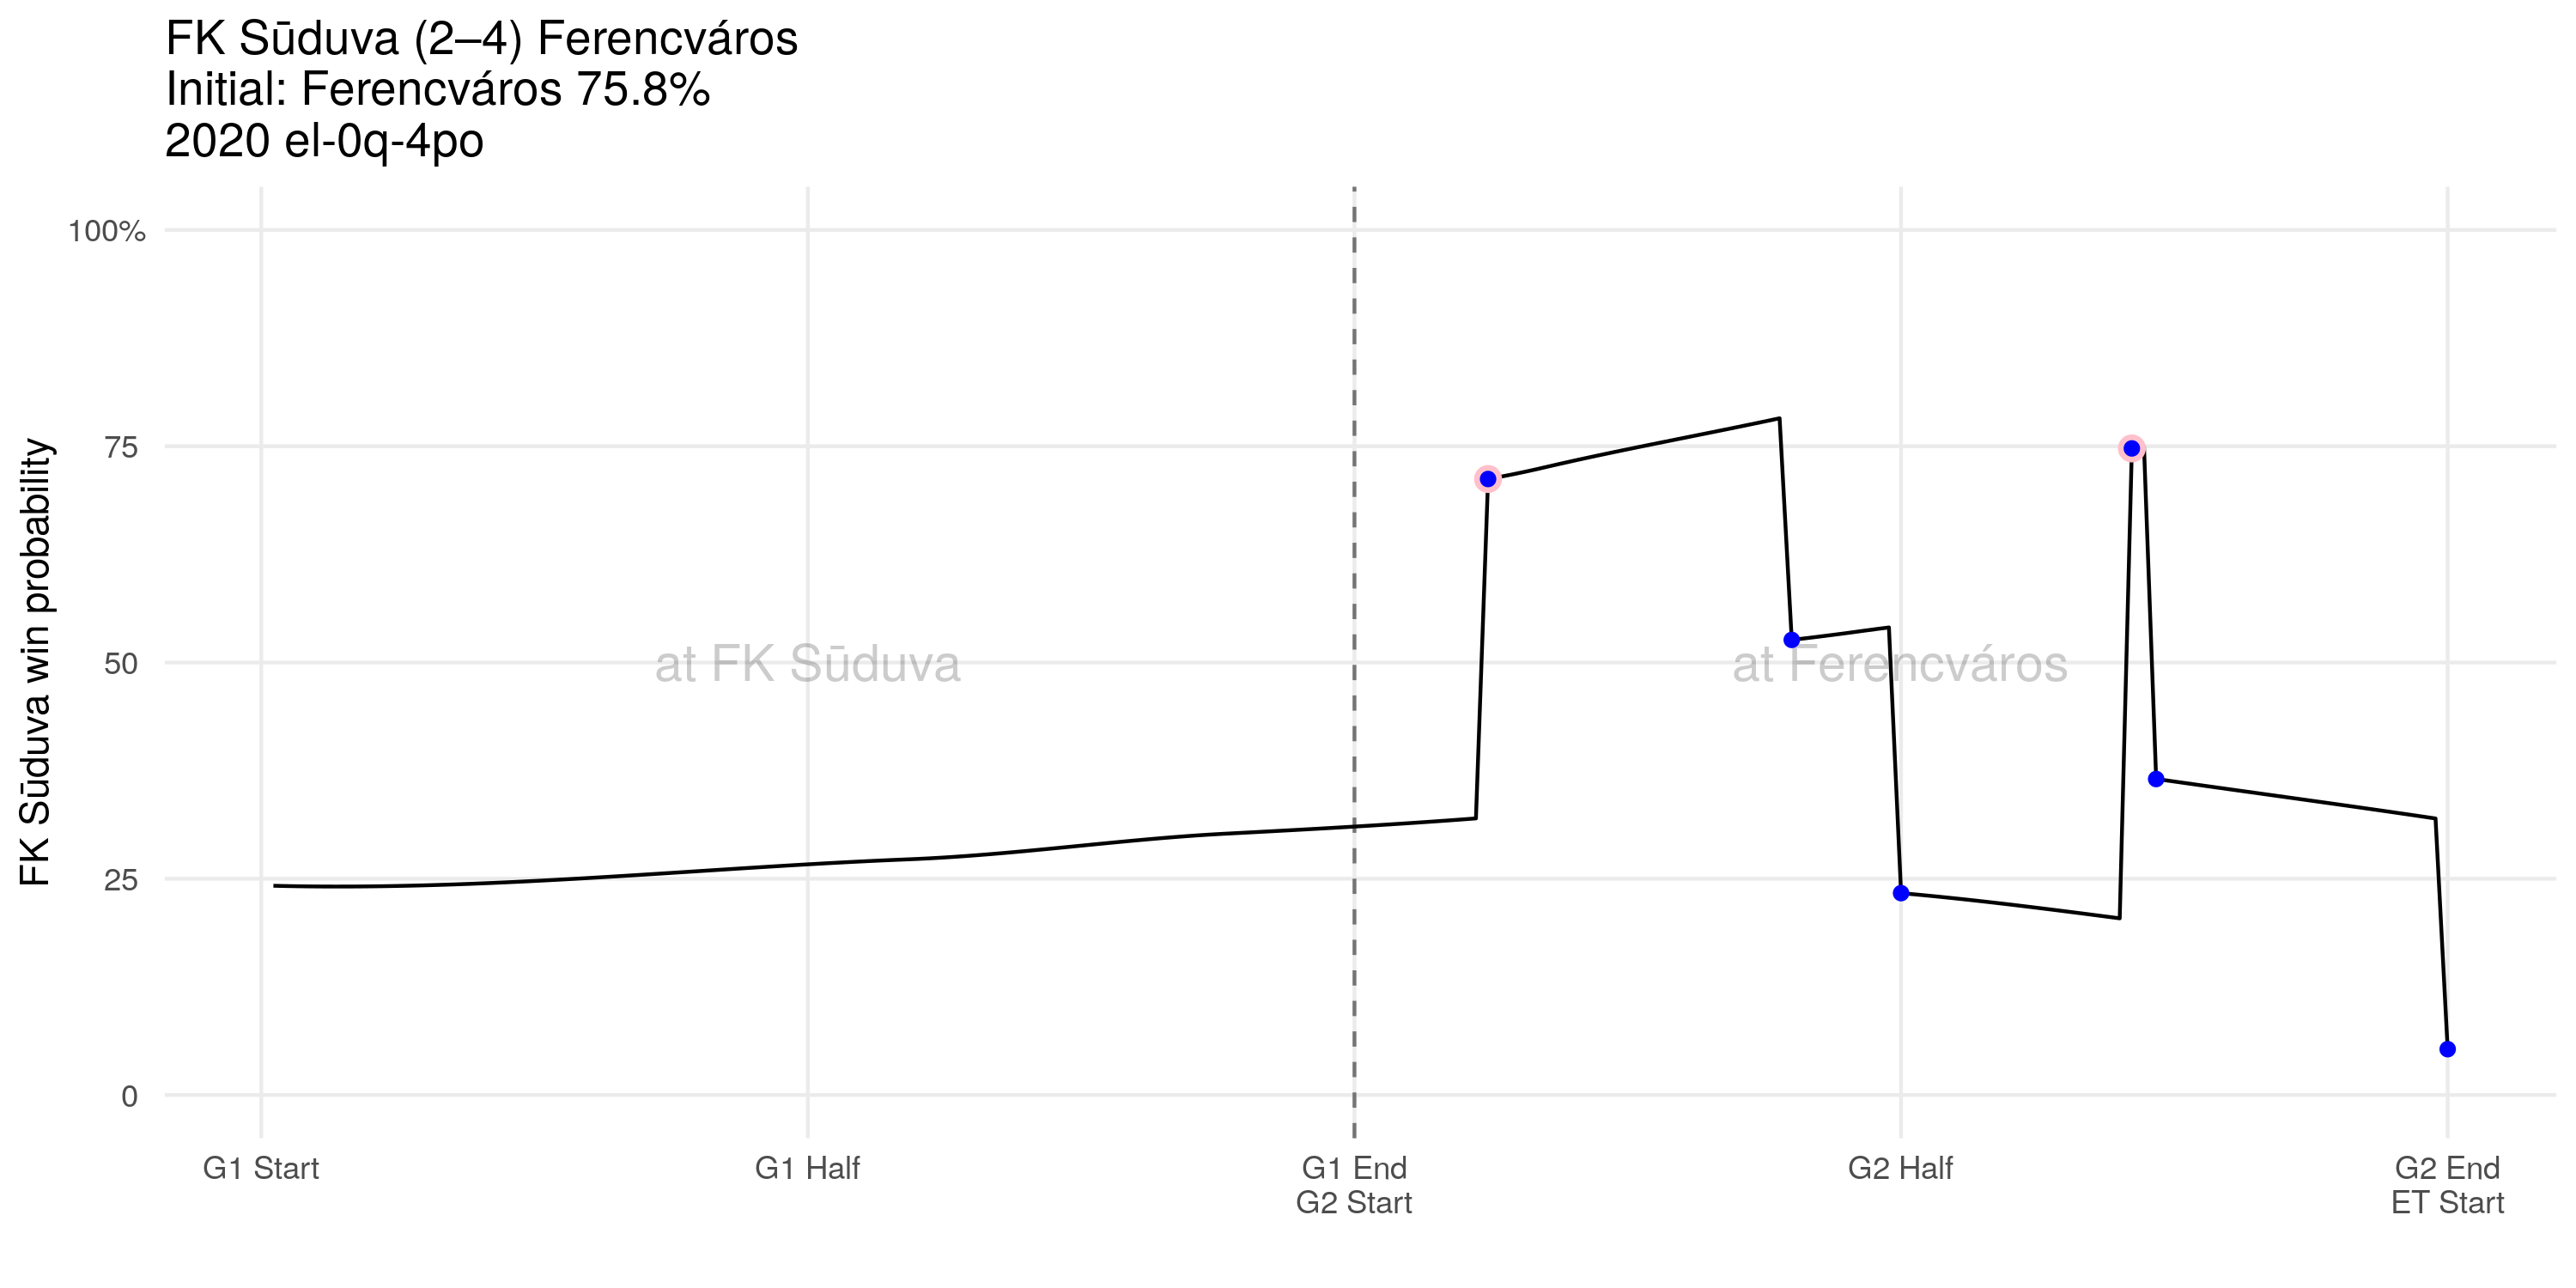 FK Sūduva (2–4) Ferencváros
Initial: Ferencváros 75.8%
2020 el-0q-4po
FK Sūduva win probability
100%
75
50
25
0
at FK Sūduva
at Ferencváros
G1 Start
G1 Half
G1 End
G2 Start
G2 Half
G2 End
ET Start